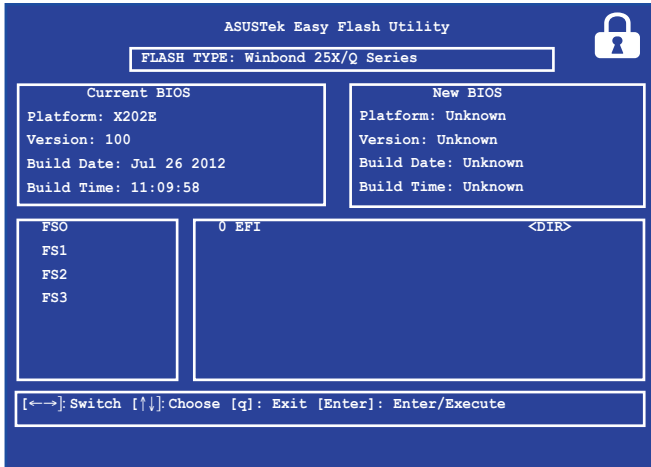 ASUSTek Easy Flash Utility
FLASH TYPE: Winbond 25X/Q Series
Current BIOS
Platform: X202E
Version: 100
Build Date: Jul 26 2012
Build Time: 11:09:58
New BIOS
Platform: Unknown
Version: Unknown
Build Date: Unknown
Build Time: Unknown
FSO
FS1
FS2
FS3
0 EFI <DIR>
[←→]: Switch [↑↓]: Choose [q]: Exit [Enter]: Enter/Execute